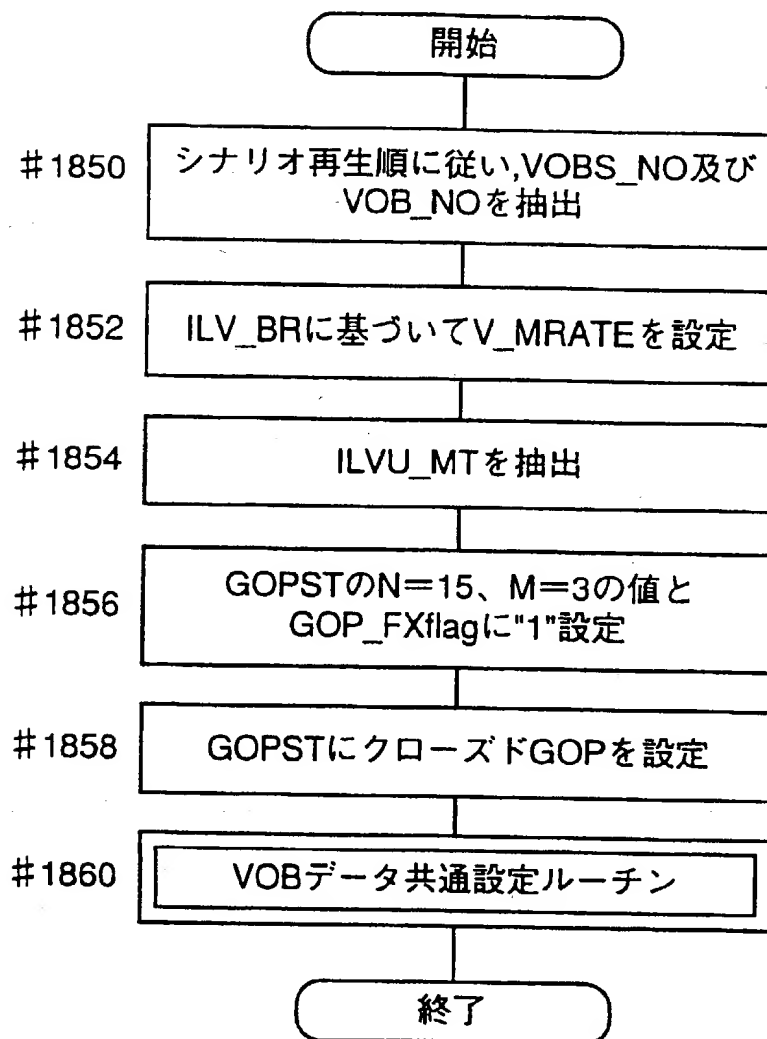 開始
#1850
シナリオ再生順に従い,VOBS_NO及び
VOB_NOを抽出
#1852
ILV_BRに基づいてV_MRATEを設定
#1854
ILVU_MTを抽出
#1856
GOPSTのN=15、M=3の値と
GOP_FXflagに"1"設定
#1858
GOPSTにクローズドGOPを設定
#1860
VOBデータ共通設定ルーチン
終了